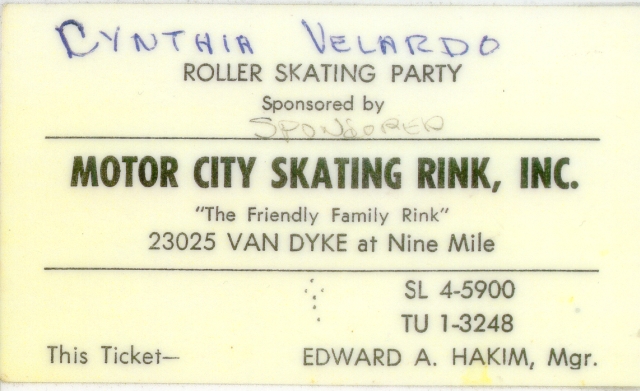 CYNTHIA VELARDO
ROLLER SKATING PARTY
Sponsored by
SPONSORED
MOTOR CITY SKATING RINK, INC.
"The Friendly Family Rink"
23025 VAN DYKE at Nine Mile
SL 4-5900
TU 1-3248
This Ticket— EDWARD A. HAKIM, Mgr.